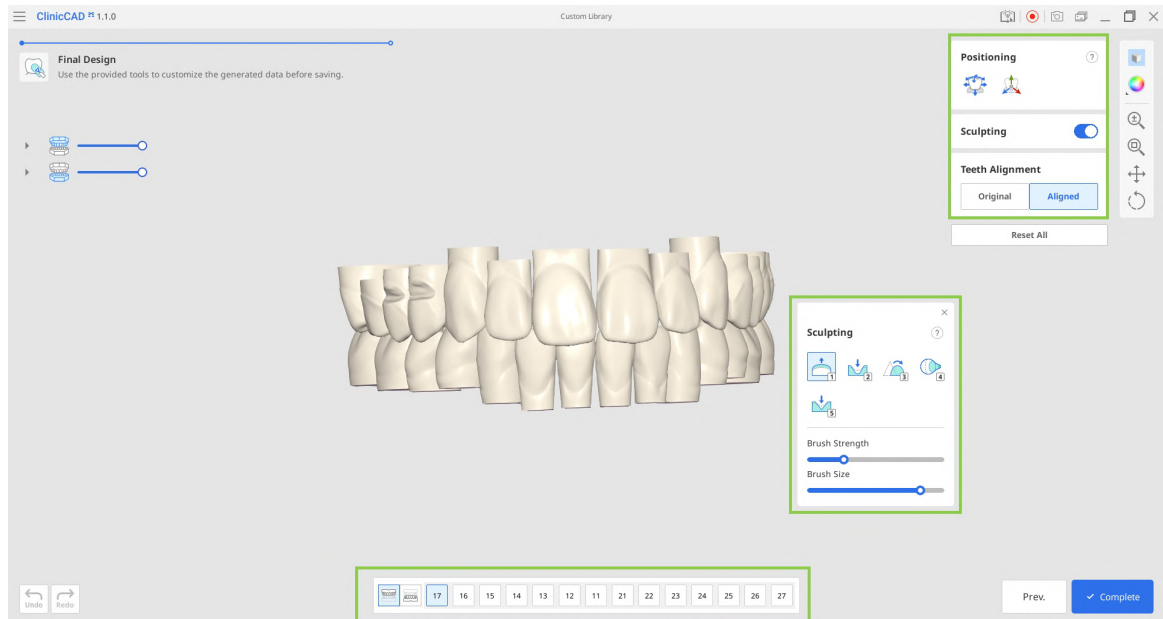 ClinicCAD 1.1.0
Custom Library
Final Design
Use the provided tools to customize the generated data before saving.
Positioning
?
Sculpting
Teeth Alignment
Original Aligned
Reset All
Sculpting
?
1 2 3 4
5
Brush Strength
Brush Size
Undo Redo
17 16 15 14 13 12 11 21 22 23 24 25 26 27
Prev.
Complete